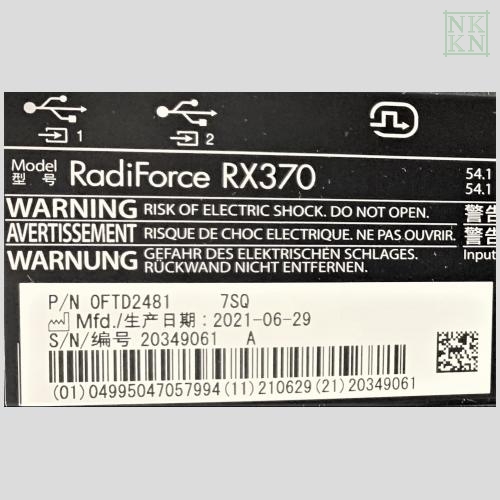 NK
KN
1
2
Model
型 号
RadiForce RX370
54.1
54.1
WARNING RISK OF ELECTRIC SHOCK. DO NOT OPEN. 警告
AVERTISSEMENT RISQUE DE CHOC ELECTRIQUE. NE PAS OUVRIR. 警告
WARNUNG GEFAHR DES ELEKTRISCHEN SCHLAGES.
RÜCKWAND NICHT ENTFERNEN.
Input
P/N 0FTD2481 7SQ
Mfd./生产日期:2021-06-29
S/N/编号 20349061 A
(01)04995047057994(11)210629(21)20349061